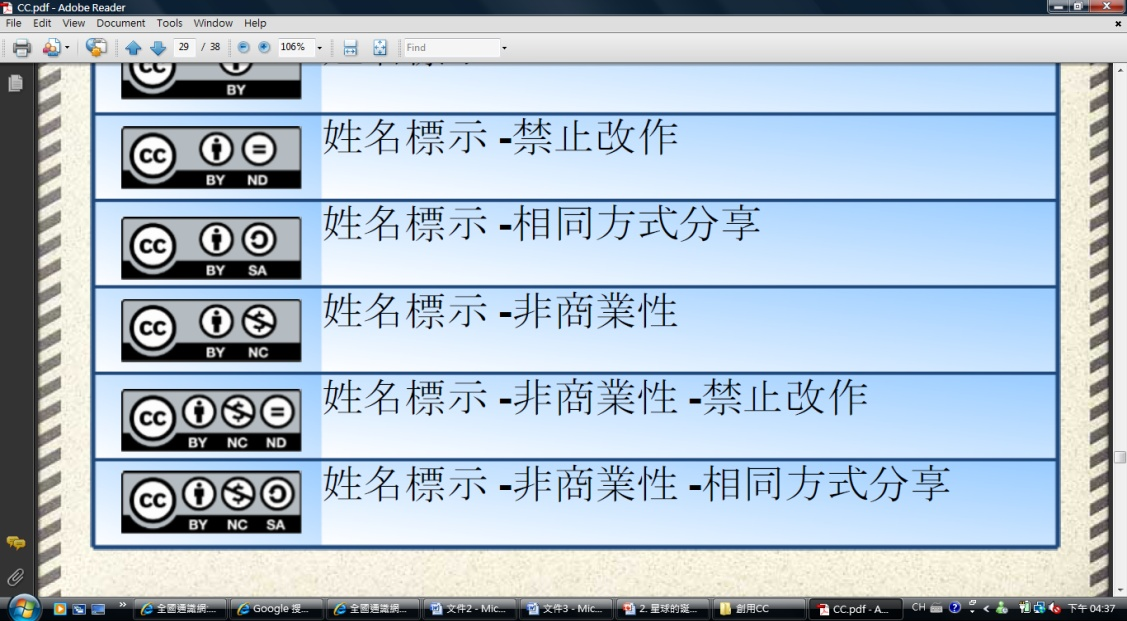 CC.pdf - Adobe Reader
File Edit View Document Tools Window Help
29 / 38 106% Find
CC BY
CC BY ND 姓名標示 -禁止改作
CC BY SA 姓名標示 -相同方式分享
CC BY NC 姓名標示 -非商業性
CC BY NC ND 姓名標示 -非商業性 -禁止改作
CC BY NC SA 姓名標示 -非商業性 -相同方式分享
全國通識網.... Google 搜... 全國通識網.... 文件2 - Mic... 文件3 - Mic... 2. 星球的誕... 創用CC CC.pdf - A... CH 下午 04:37